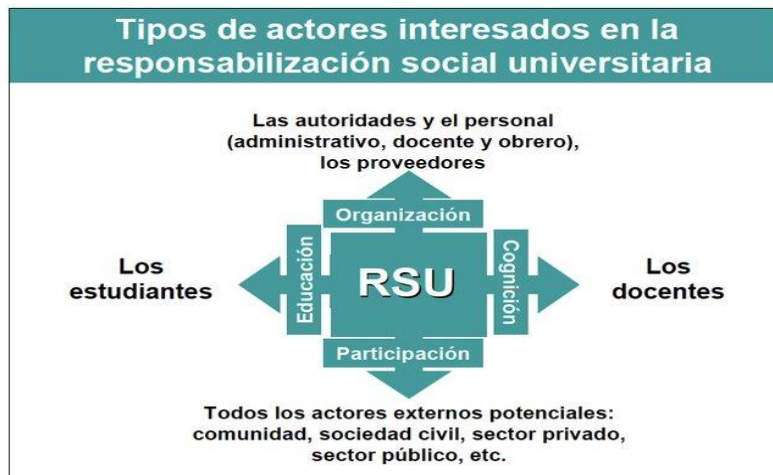 Tipos de actores interesados en la
responsabilización social universitaria
Las autoridades y el personal
(administrativo, docente y obrero),
los proveedores
Organización
Los
estudiantes
Educación
RSU
Cognición
Los
docentes
Participación
Todos los actores externos potenciales:
comunidad, sociedad civil, sector privado,
sector público, etc.